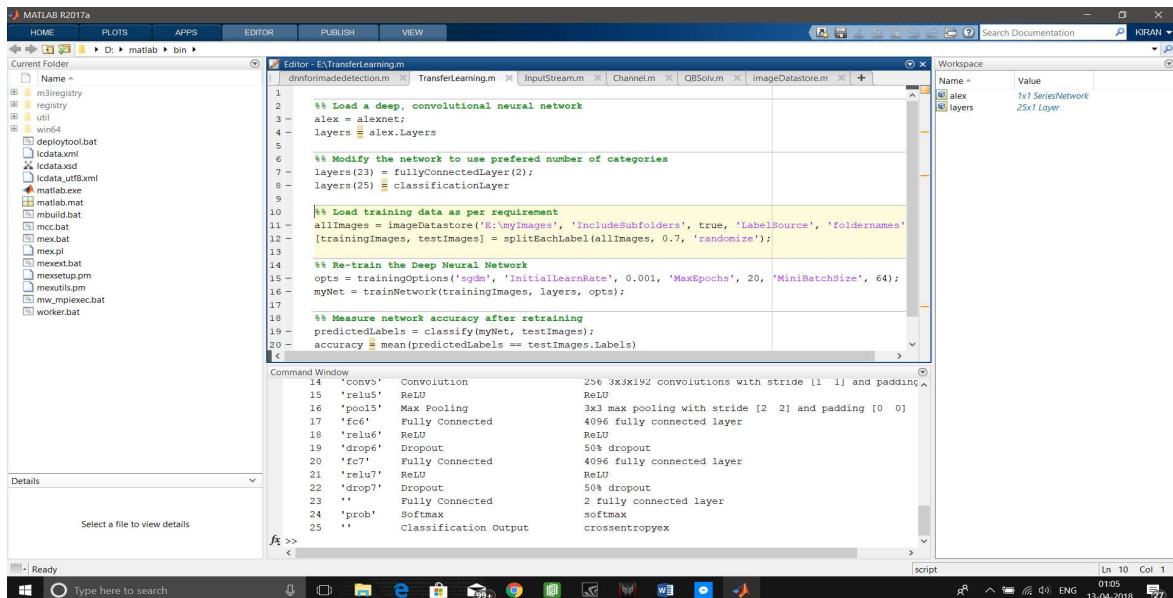 MATLAB R2017a
HOME PLOTS APPS EDITOR PUBLISH VIEW
Search Documentation
KIRAN
D: matlab bin
Current Folder
Name
m3iregistry
registry
util
win64
deploytool.bat
lcdata.xml
lcdata.xsd
lcdata_utf8.xml
matlab.exe
matlab.mat
mbuild.bat
mcc.bat
mex.bat
mex.pl
mexext.bat
mexsetup.pm
mexutils.pm
mw_mpiexec.bat
worker.bat
Details
Select a file to view details
Editor - E:\TransferLearning.m
dnnforimadedetection.m TransferLearning.m InputStream.m Channel.m QBSolv.m imageDatastore.m
1
2 %% Load a deep, convolutional neural network
3 - alex = alexnet;
4 - layers = alex.Layers
5
6 %% Modify the network to use prefered number of categories
7 - layers(23) = fullyConnectedLayer(2);
8 - layers(25) = classificationLayer
9
10 %% Load training data as per requirement
11 - allImages = imageDatastore('E:\myImages', 'IncludeSubfolders', true, 'LabelSource', 'foldernames'
12 - [trainingImages, testImages] = splitEachLabel(allImages, 0.7, 'randomize');
13
14 %% Re-train the Deep Neural Network
15 - opts = trainingOptions('sgdm', 'InitialLearnRate', 0.001, 'MaxEpochs', 20, 'MiniBatchSize', 64);
16 - myNet = trainNetwork(trainingImages, layers, opts);
17
18 %% Measure network accuracy after retraining
19 - predictedLabels = classify(myNet, testImages);
20 - accuracy = mean(predictedLabels == testImages.Labels)
Command Window
14 'conv5' Convolution 256 3x3x192 convolutions with stride [1 1] and padding
15 'relu5' ReLU ReLU
16 'pool5' Max Pooling 3x3 max pooling with stride [2 2] and padding [0 0]
17 'fc6' Fully Connected 4096 fully connected layer
18 'relu6' ReLU ReLU
19 'drop6' Dropout 50% dropout
20 'fc7' Fully Connected 4096 fully connected layer
21 'relu7' ReLU ReLU
22 'drop7' Dropout 50% dropout
23 '' Fully Connected 2 fully connected layer
24 'prob' Softmax softmax
25 '' Classification Output crossentropyex
fx >>
Workspace
Name Value
alex 1x1 SeriesNetwork
layers 25x1 Layer
Ready
script Ln 10 Col 1
Type here to search
99+
ENG
01:05
13-04-2018
27